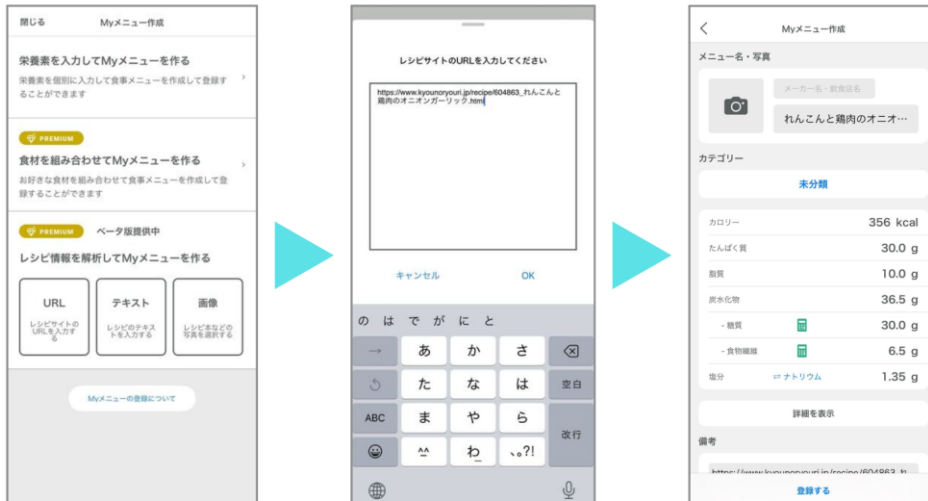 閉じる
Myメニュー作成
栄養素を入力してMyメニューを作る
栄養素を個別に入力して食事メニューを作成して登録す
ることができます
PREMIUM
食材を組み合わせてMyメニューを作る
お好きな食材を組み合わせて食事メニューを作成して登
録することができます
PREMIUM
ベータ版提供中
レシピ情報を解析してMyメニューを作る
URL
レシピサイトの
URLを入力す
る
テキスト
レシピのテキス
トを入力する
画像
レシピ本などの
写真を選択する
Myメニューの登録について
レシピサイトのURLを入力してください
https://www.kyounoryouri.jp/recipe/604863_れんこんと
鶏肉のオニオンガーリック.html
キャンセル
OK
の は で が に と
→ あ か さ
た な は 空白
ABC ま や ら
改行
^^ わ_ 、。?!
Myメニュー作成
メニュー名・写真
メーカー名・飲食店名
れんこんと鶏肉のオニオ…
カテゴリー
未分類
カロリー 356 kcal
たんぱく質 30.0 g
脂質 10.0 g
炭水化物 36.5 g
- 糖質 30.0 g
- 食物繊維 6.5 g
塩分 ⇌ ナトリウム 1.35 g
詳細を表示
備考
https://www.kyounoryouri.jp/recipe/604863_れ
登録する